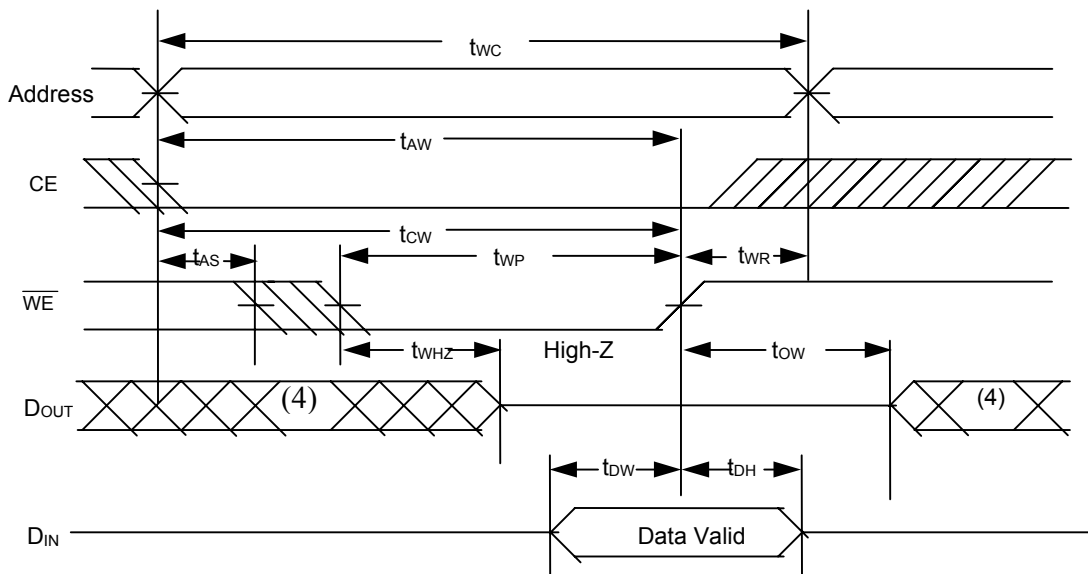 tWC
Address
tAW
CE
tCW
tAS
tWP
tWR
WE
tWHZ
High-Z
tOW
DOUT
(4)
(4)
tDW
tDH
DIN
Data Valid